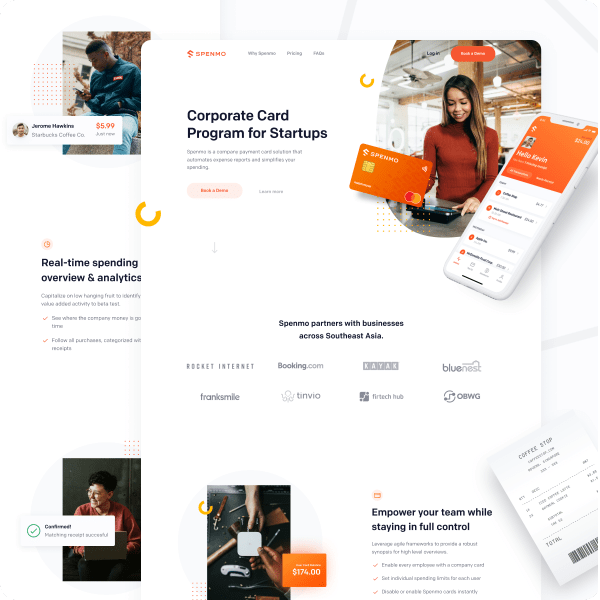 SPENMO
Why Spenmo
Pricing
FAQs
Log in
Book a Demo
Corporate Card
Program for Startups
Spenmo is a company payment card solution that
automates expense reports and simplifies your
spending.
Book a Demo
Learn more
SPENMO
Hello Kevin
Jerome Hawkins
$5.99
Starbucks Coffee Co.
Just now
Real-time spending
overview & analytics
Capitalize on low hanging fruit to identify
value added activity to beta test.
See where the company money is
time
Follow all purchases, categorized
receipts
Spenmo partners with businesses
across Southeast Asia.
ROCKET INTERNET
Booking.com
KAYAK
bluenest
franksmile
tinvio
firtech hub
OBWG
COFFEE STOP
TOTAL
Confirmed!
Matching receipt succesful
$174.00
Empower your team while
staying in full control
Leverage agile frameworks to provide a robust
synopsis for high level overviews.
Enable every employee with a company card
Set individual spending limits for each user
Disable or enable Spenmo cards instantly